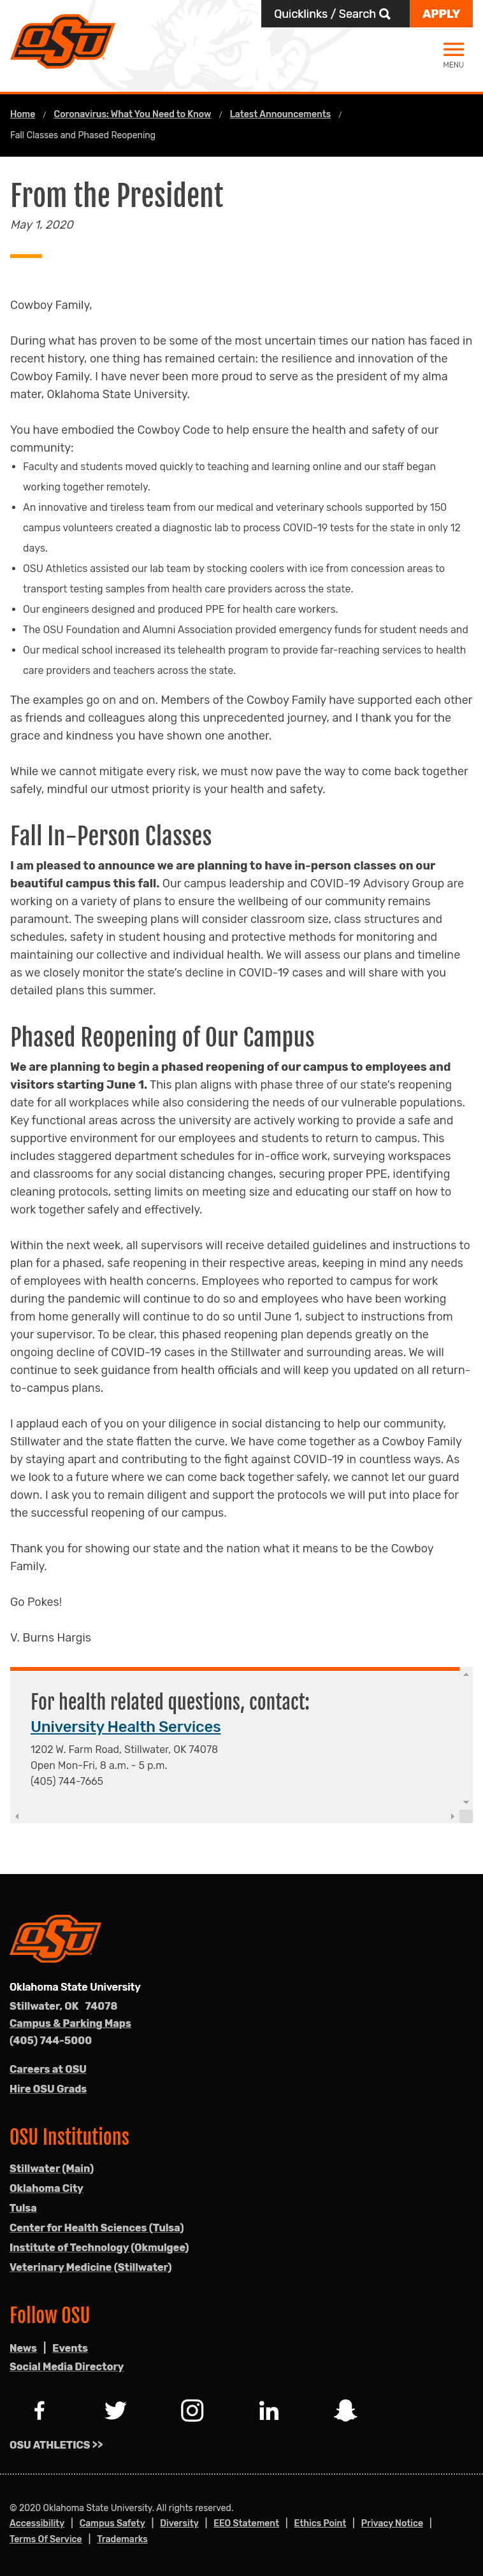 Quicklinks / Search
APPLY
OSU
MENU
Home / Coronavirus: What You Need to Know / Latest Announcements /
Fall Classes and Phased Reopening
From the President
May 1, 2020
Cowboy Family,
During what has proven to be some of the most uncertain times our nation has faced in
recent history, one thing has remained certain: the resilience and innovation of the
Cowboy Family. I have never been more proud to serve as the president of my alma
mater, Oklahoma State University.
You have embodied the Cowboy Code to help ensure the health and safety of our
community:
• Faculty and students moved quickly to teaching and learning online and our staff began
working together remotely.
• An innovative and tireless team from our medical and veterinary schools supported by 150
campus volunteers created a diagnostic lab to process COVID-19 tests for the state in only 12
days.
• OSU Athletics assisted our lab team by stocking coolers with ice from concession areas to
transport testing samples from health care providers across the state.
• Our engineers designed and produced PPE for health care workers.
• The OSU Foundation and Alumni Association provided emergency funds for student needs and
• Our medical school increased its telehealth program to provide far-reaching services to health
care providers and teachers across the state.
The examples go on and on. Members of the Cowboy Family have supported each other
as friends and colleagues along this unprecedented journey, and I thank you for the
grace and kindness you have shown one another.
While we cannot mitigate every risk, we must now pave the way to come back together
safely, mindful our utmost priority is your health and safety.
Fall In-Person Classes
I am pleased to announce we are planning to have in-person classes on our
beautiful campus this fall. Our campus leadership and COVID-19 Advisory Group are
working on a variety of plans to ensure the wellbeing of our community remains
paramount. The sweeping plans will consider classroom size, class structures and
schedules, safety in student housing and protective methods for monitoring and
maintaining our collective and individual health. We will assess our plans and timeline
as we closely monitor the state's decline in COVID-19 cases and will share with you
detailed plans this summer.
Phased Reopening of Our Campus
We are planning to begin a phased reopening of our campus to employees and
visitors starting June 1. This plan aligns with phase three of our state's reopening
date for all workplaces while also considering the needs of our vulnerable populations.
Key functional areas across the university are actively working to provide a safe and
supportive environment for our employees and students to return to campus. This
includes staggered department schedules for in-office work, surveying workspaces
and classrooms for any social distancing changes, securing proper PPE, identifying
cleaning protocols, setting limits on meeting size and educating our staff on how to
work together safely and effectively.
Within the next week, all supervisors will receive detailed guidelines and instructions to
plan for a phased, safe reopening in their respective areas, keeping in mind any needs
of employees with health concerns. Employees who reported to campus for work
during the pandemic will continue to do so and employees who have been working
from home generally will continue to do so until June 1, subject to instructions from
your supervisor. To be clear, this phased reopening plan depends greatly on the
ongoing decline of COVID-19 cases in the Stillwater and surrounding areas. We will
continue to seek guidance from health officials and will keep you updated on all return-
to-campus plans.
I applaud each of you on your diligence in social distancing to help our community,
Stillwater and the state flatten the curve. We have come together as a Cowboy Family
by staying apart and contributing to the fight against COVID-19 in countless ways. As
we look to a future where we can come back together safely, we cannot let our guard
down. I ask you to remain diligent and support the protocols we will put into place for
the successful reopening of our campus.
Thank you for showing our state and the nation what it means to be the Cowboy
Family.
Go Pokes!
V. Burns Hargis
For health related questions, contact:
University Health Services
1202 W. Farm Road, Stillwater, OK 74078
Open Mon-Fri, 8 a.m. - 5 p.m.
(405) 744-7665
OSU
Oklahoma State University
Stillwater, OK 74078
Campus & Parking Maps
(405) 744-5000
Careers at OSU
Hire OSU Grads
OSU Institutions
Stillwater (Main)
Oklahoma City
Tulsa
Center for Health Sciences (Tulsa)
Institute of Technology (Okmulgee)
Veterinary Medicine (Stillwater)
Follow OSU
News | Events
Social Media Directory
OSU ATHLETICS >>
© 2020 Oklahoma State University. All rights reserved.
Accessibility | Campus Safety | Diversity | EEO Statement | Ethics Point | Privacy Notice |
Terms Of Service | Trademarks